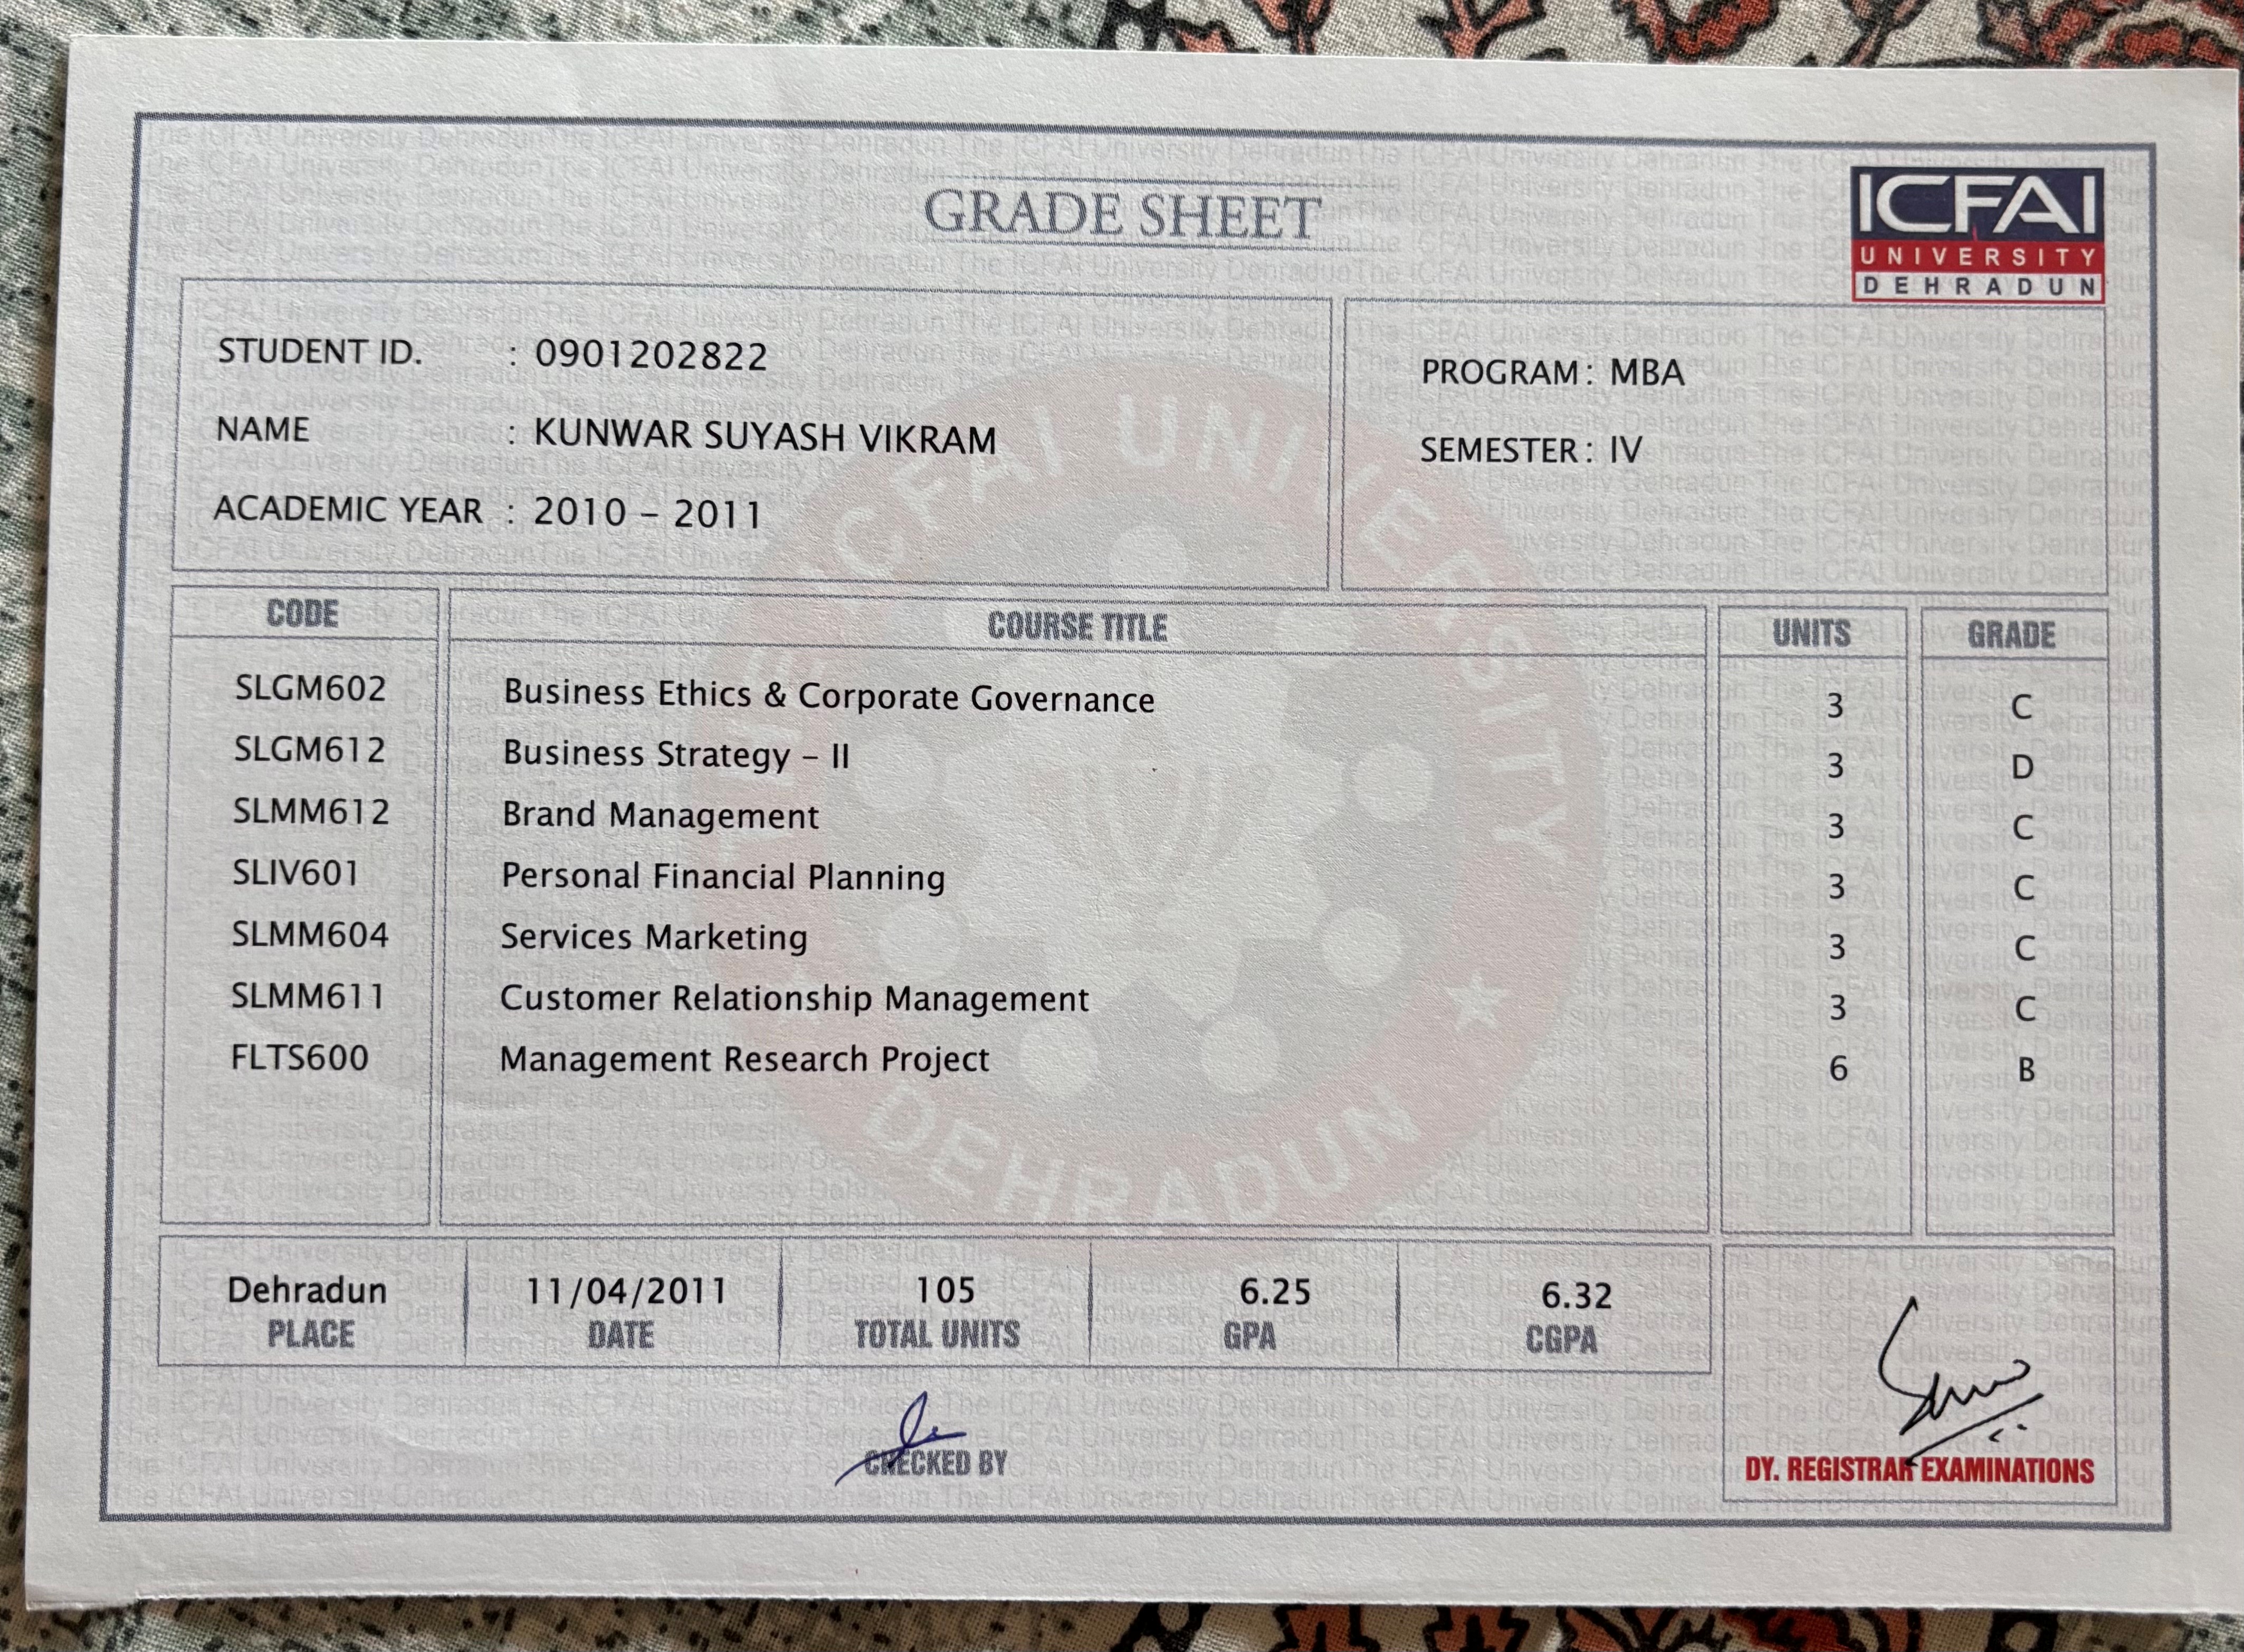 GRADE SHEET
ICFAI
UNIVERSITY
DEHRADUN
STUDENT ID. : 0901202822
NAME : KUNWAR SUYASH VIKRAM
ACADEMIC YEAR : 2010 – 2011
PROGRAM : MBA
SEMESTER : IV
CODE COURSE TITLE UNITS GRADE
SLGM602 Business Ethics & Corporate Governance 3 C
SLGM612 Business Strategy – II 3 D
SLMM612 Brand Management 3 C
SLIV601 Personal Financial Planning 3 C
SLMM604 Services Marketing 3 C
SLMM611 Customer Relationship Management 3 C
FLTS600 Management Research Project 6 B
THE ICFAI UNIVERSITY
DEHRADUN
Dehradun 11/04/2011 105 6.25 6.32
PLACE DATE TOTAL UNITS GPA CGPA
CHECKED BY
DY. REGISTRAR EXAMINATIONS